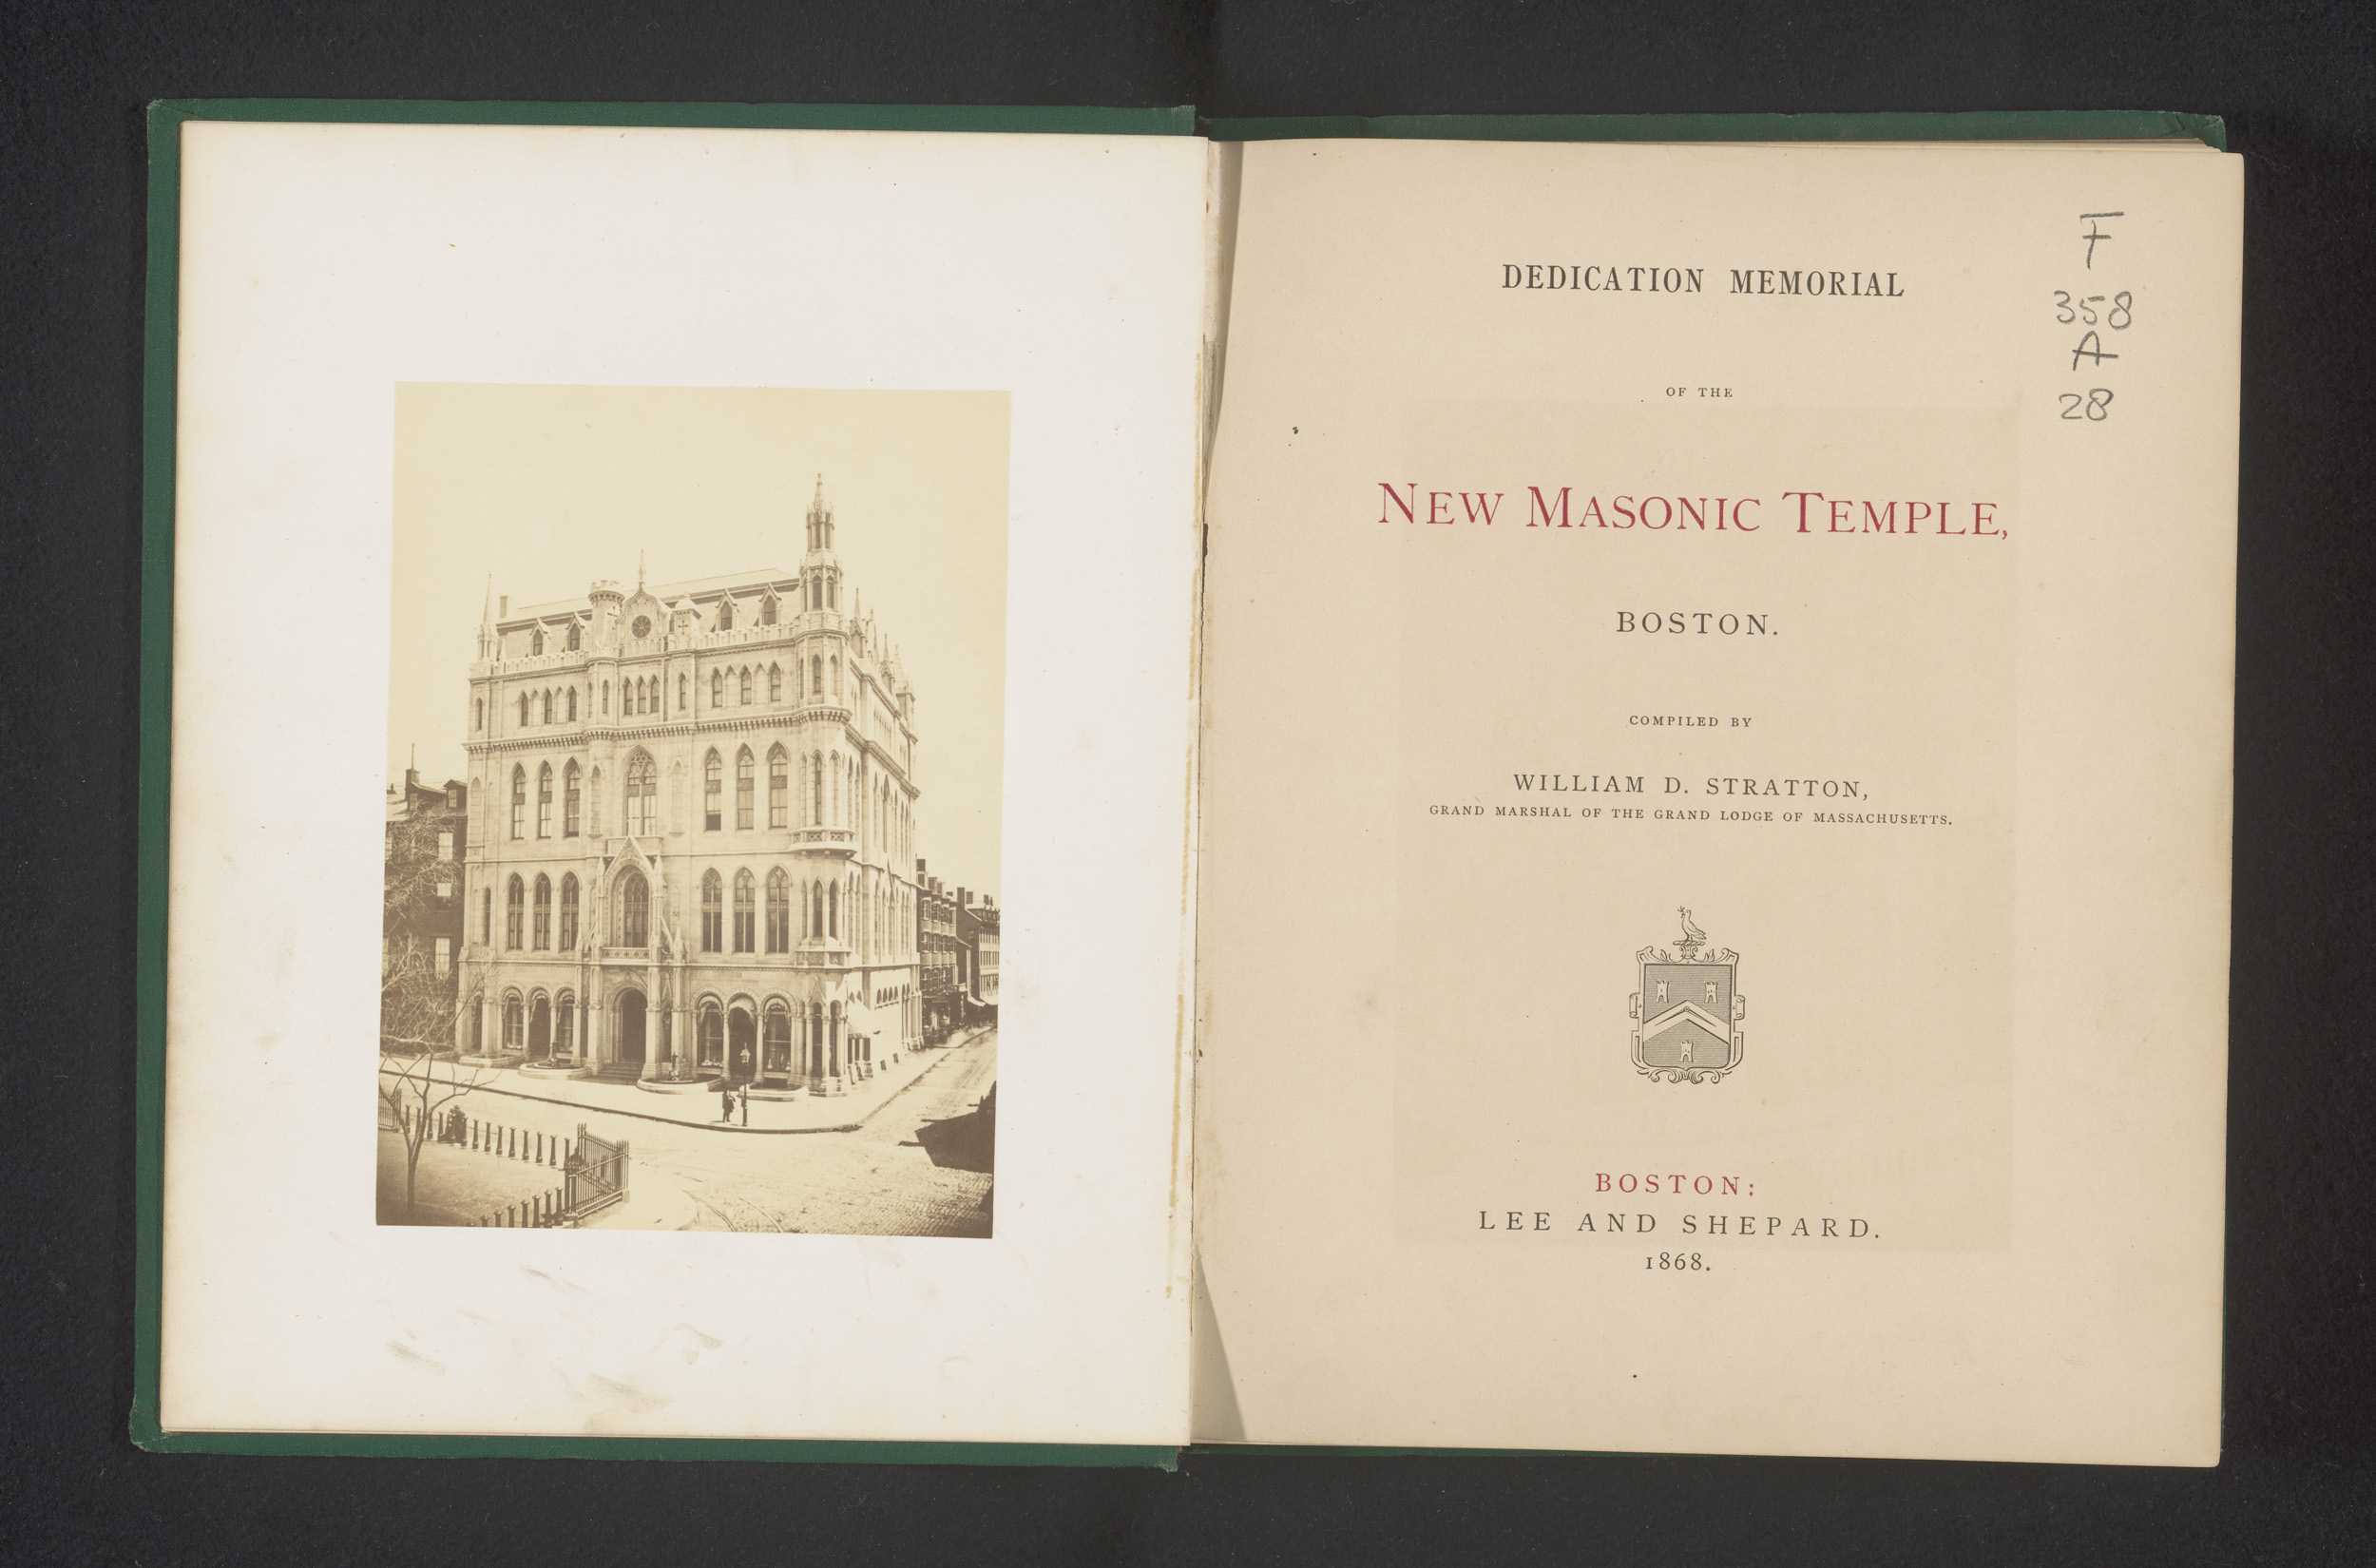 F
358
A
28
DEDICATION MEMORIAL
OF THE
NEW MASONIC TEMPLE,
BOSTON.
COMPILED BY
WILLIAM D. STRATTON,
GRAND MARSHAL OF THE GRAND LODGE OF MASSACHUSETTS.
BOSTON:
LEE AND SHEPARD.
1868.